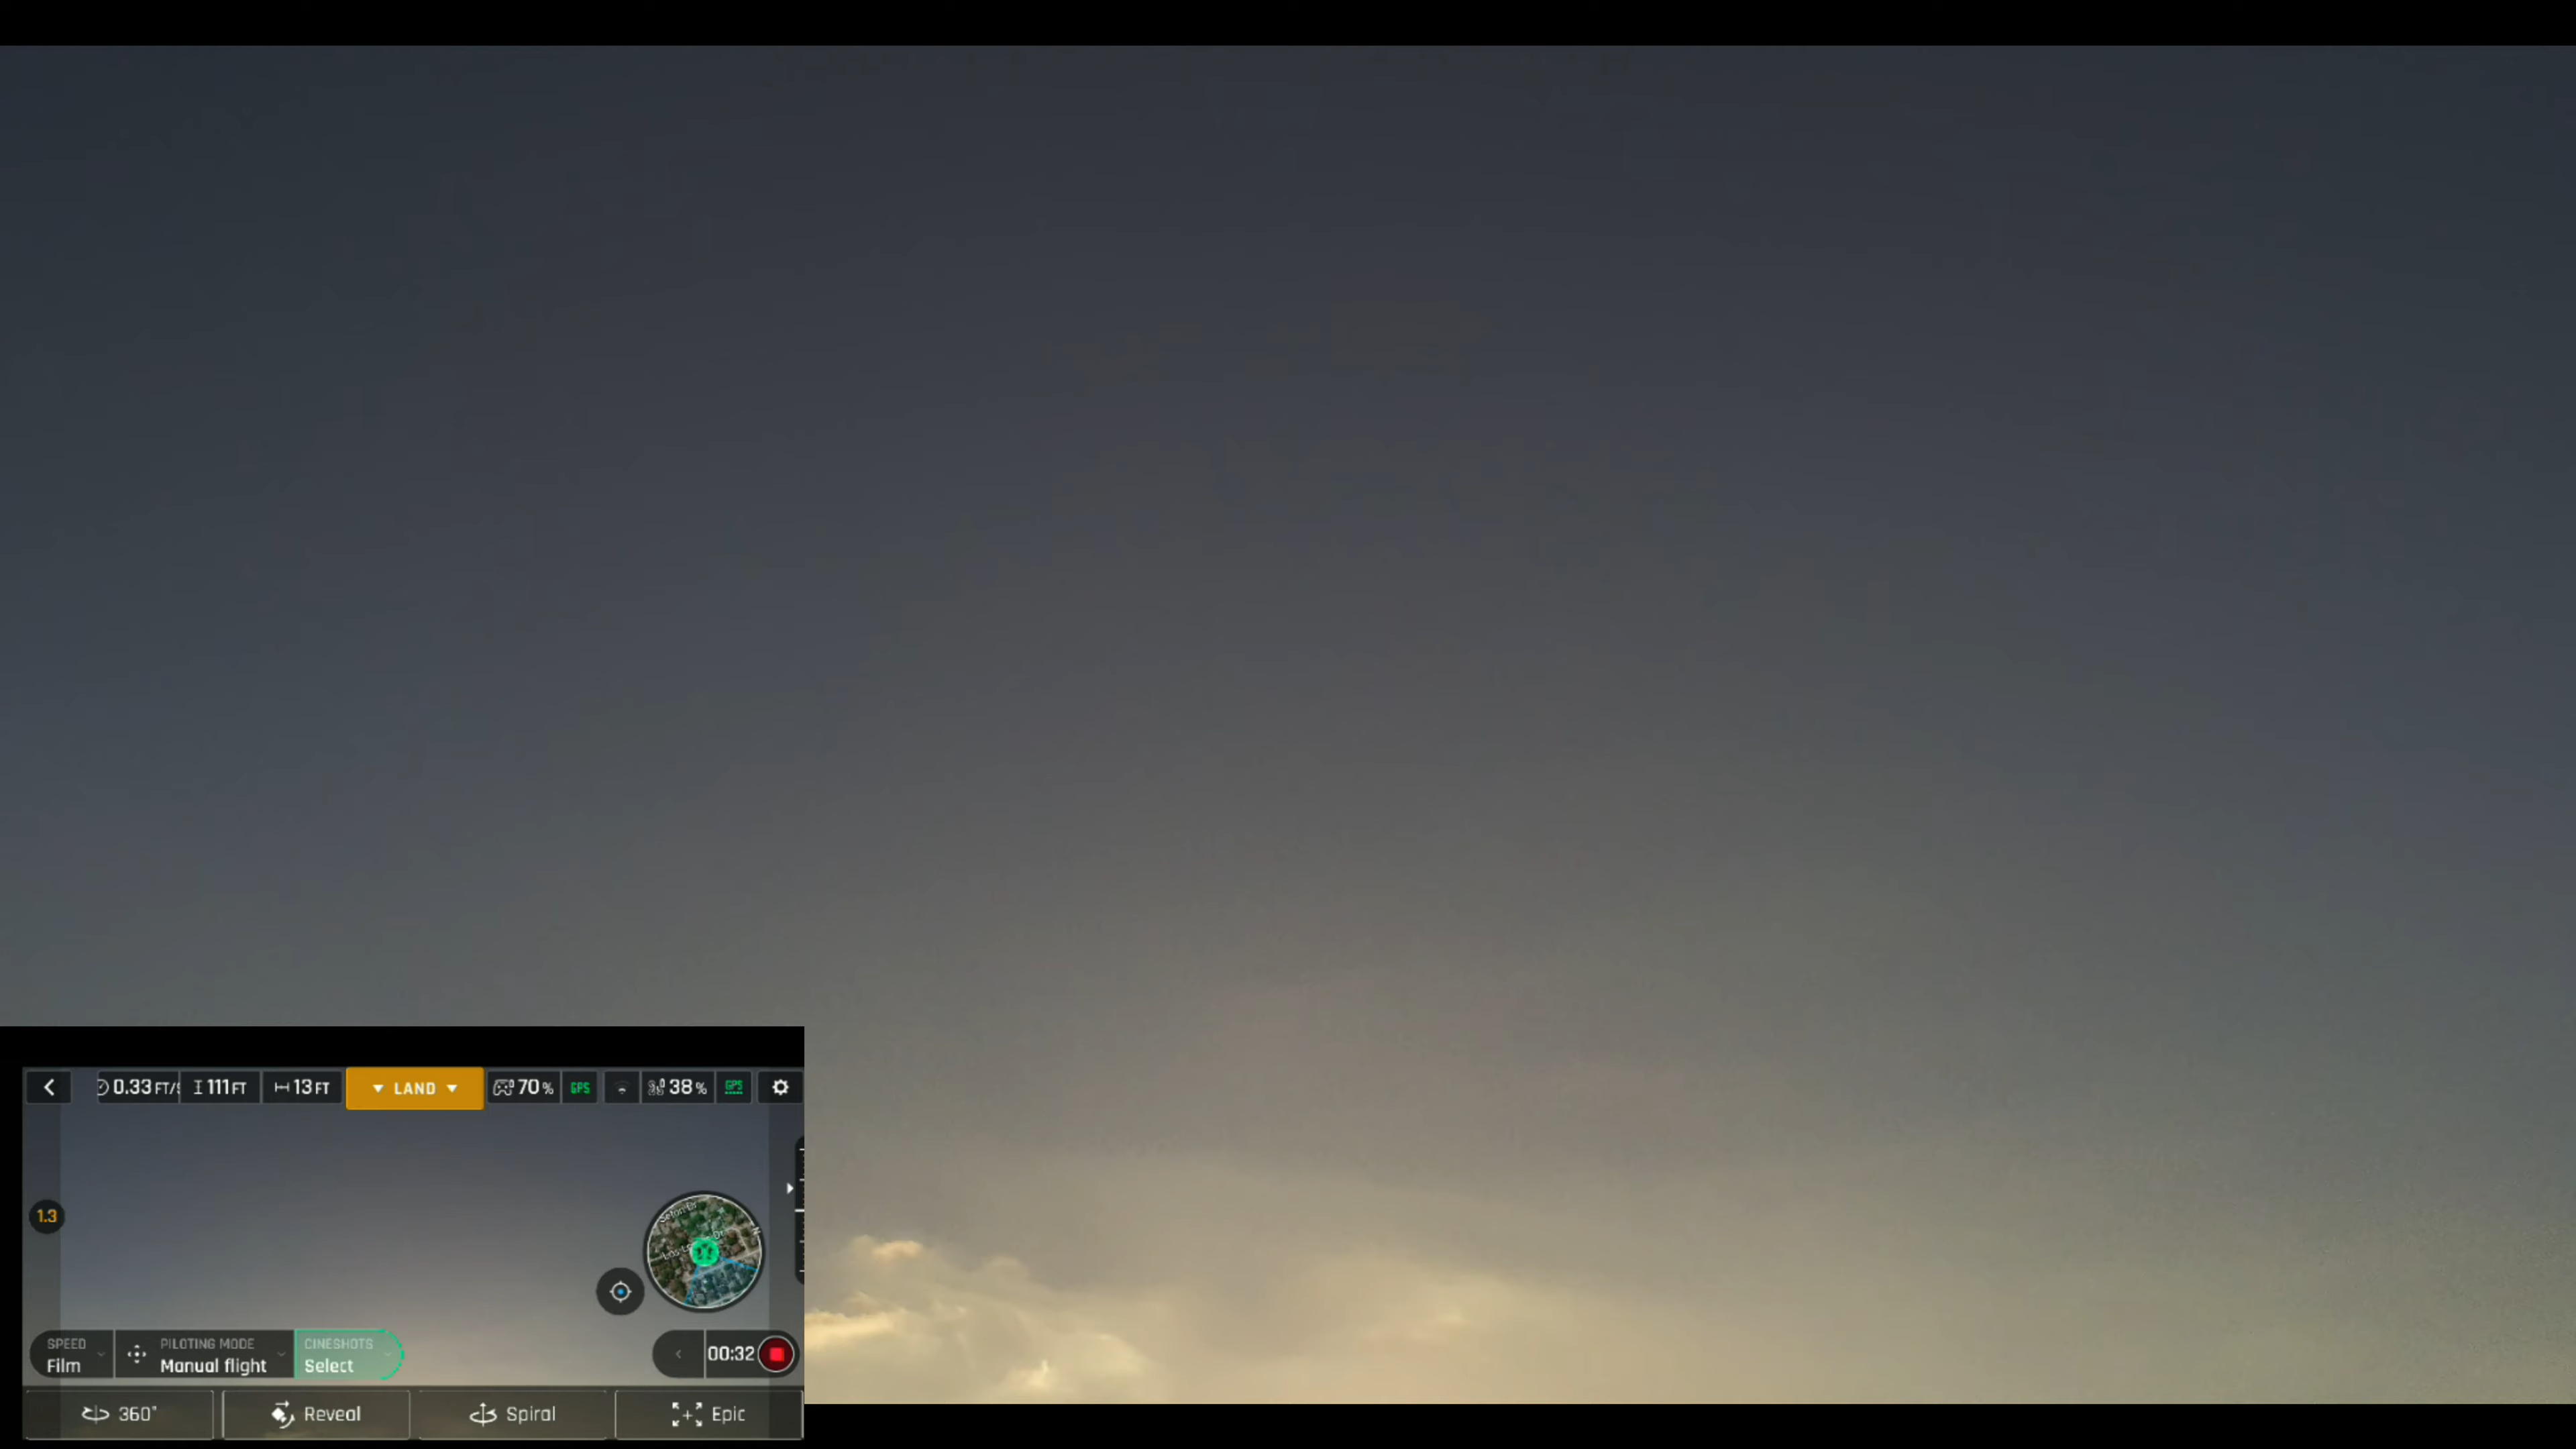 0.33 FT/S 111 FT 13 FT LAND 70 % GPS 38 % GPS
1.3
SPEED PILOTING MODE CINESHOTS
Film Manual flight Select 00:32
360° Reveal Spiral Epic